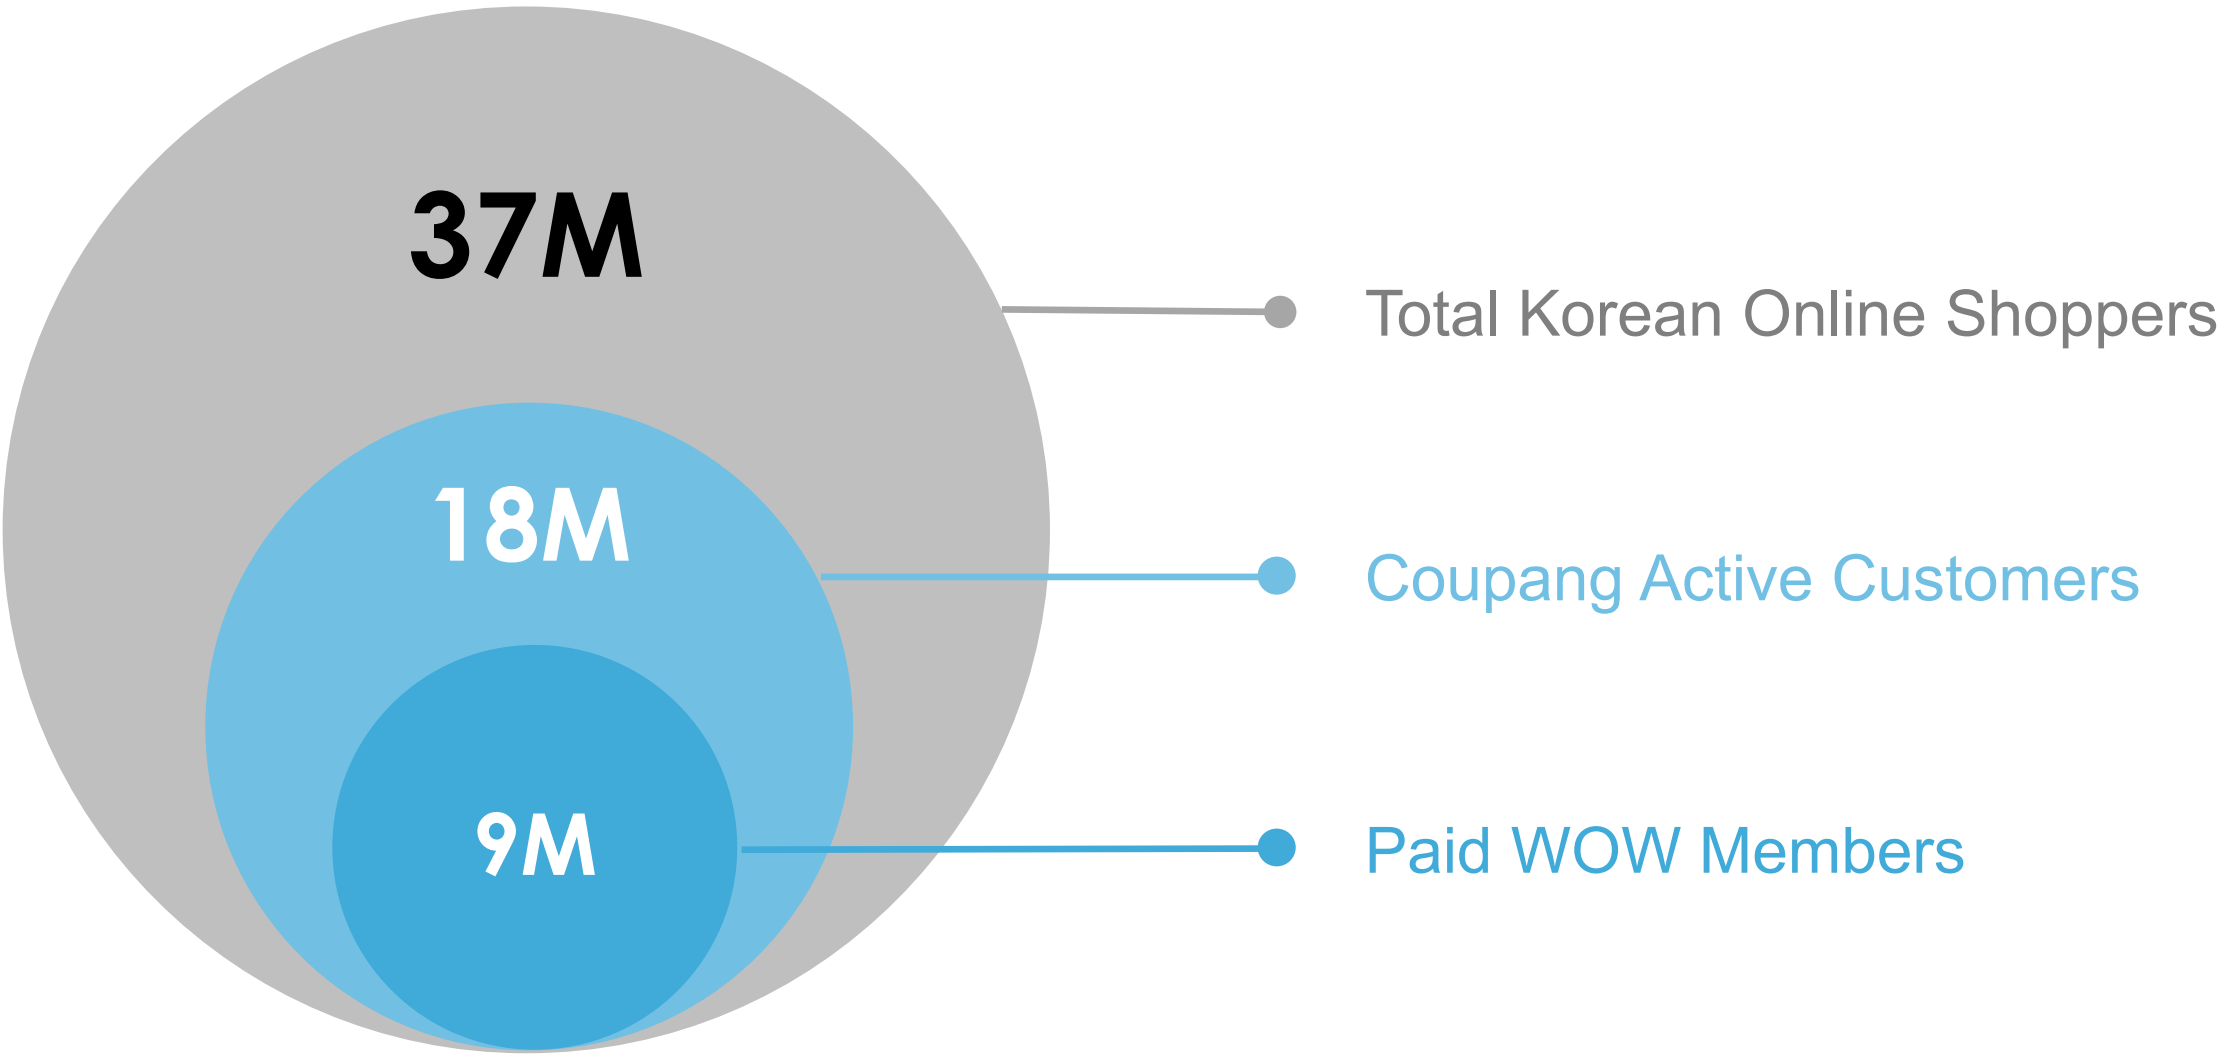 37M
Total Korean Online Shoppers
18M
Coupang Active Customers
9M
Paid WOW Members